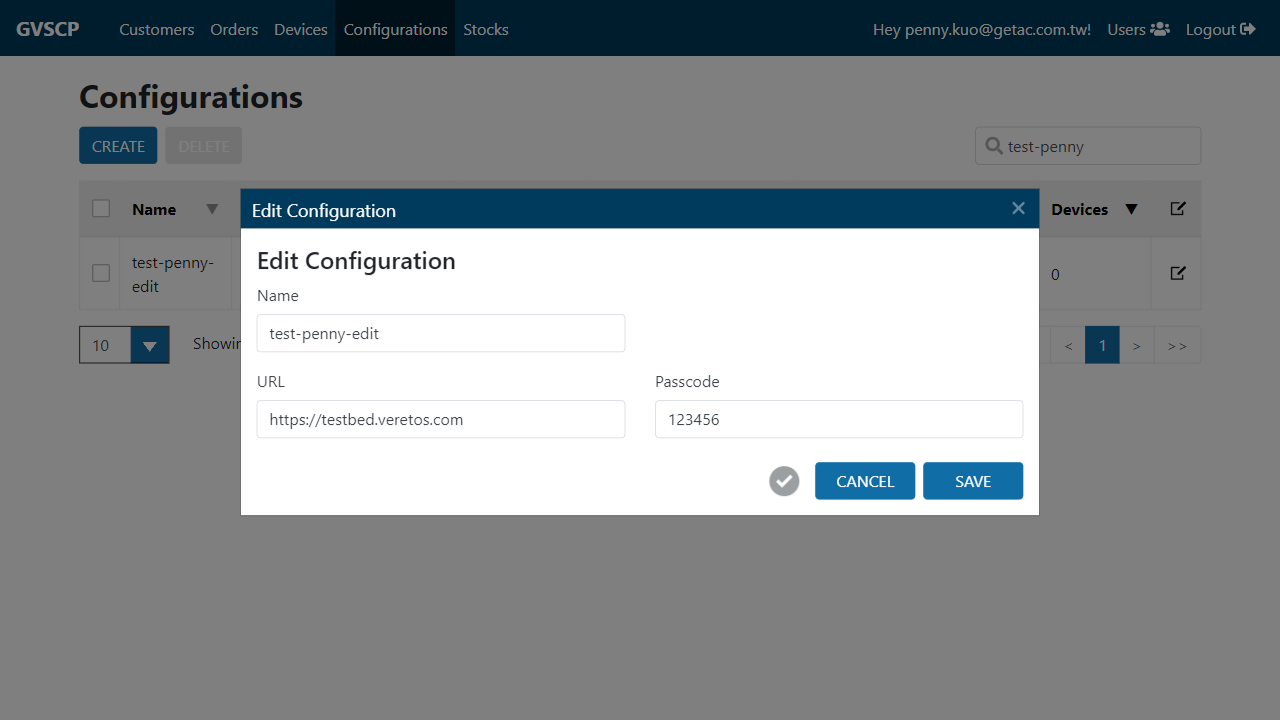 GVSCP Customers Orders Devices Configurations Stocks Hey penny.kuo@getac.com.tw! Users Logout
Configurations
CREATE DELETE test-penny
Name Devices
Edit Configuration
Edit Configuration
test-penny-
edit
0
Name
test-penny-edit
10 < 1 > >>
URL Passcode
https://testbed.veretos.com 123456
CANCEL SAVE